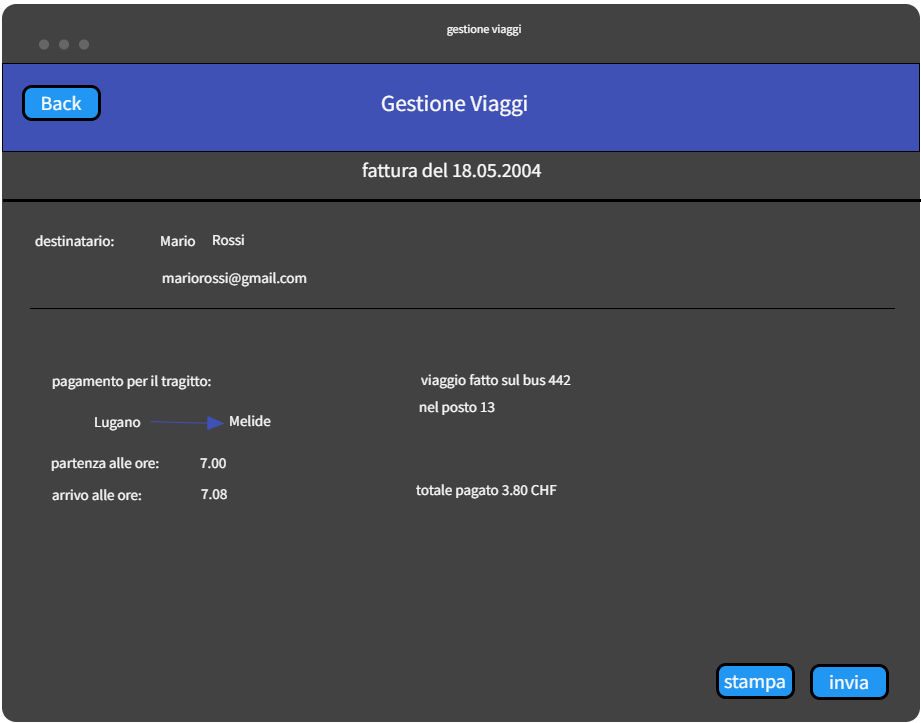 gestione viaggi
Back
Gestione Viaggi
fattura del 18.05.2004
destinatario: Mario Rossi
mariorossi@gmail.com
pagamento per il tragitto:
viaggio fatto sul bus 442
nel posto 13
Lugano Melide
partenza alle ore: 7.00
arrivo alle ore: 7.08
totale pagato 3.80 CHF
stampa
invia